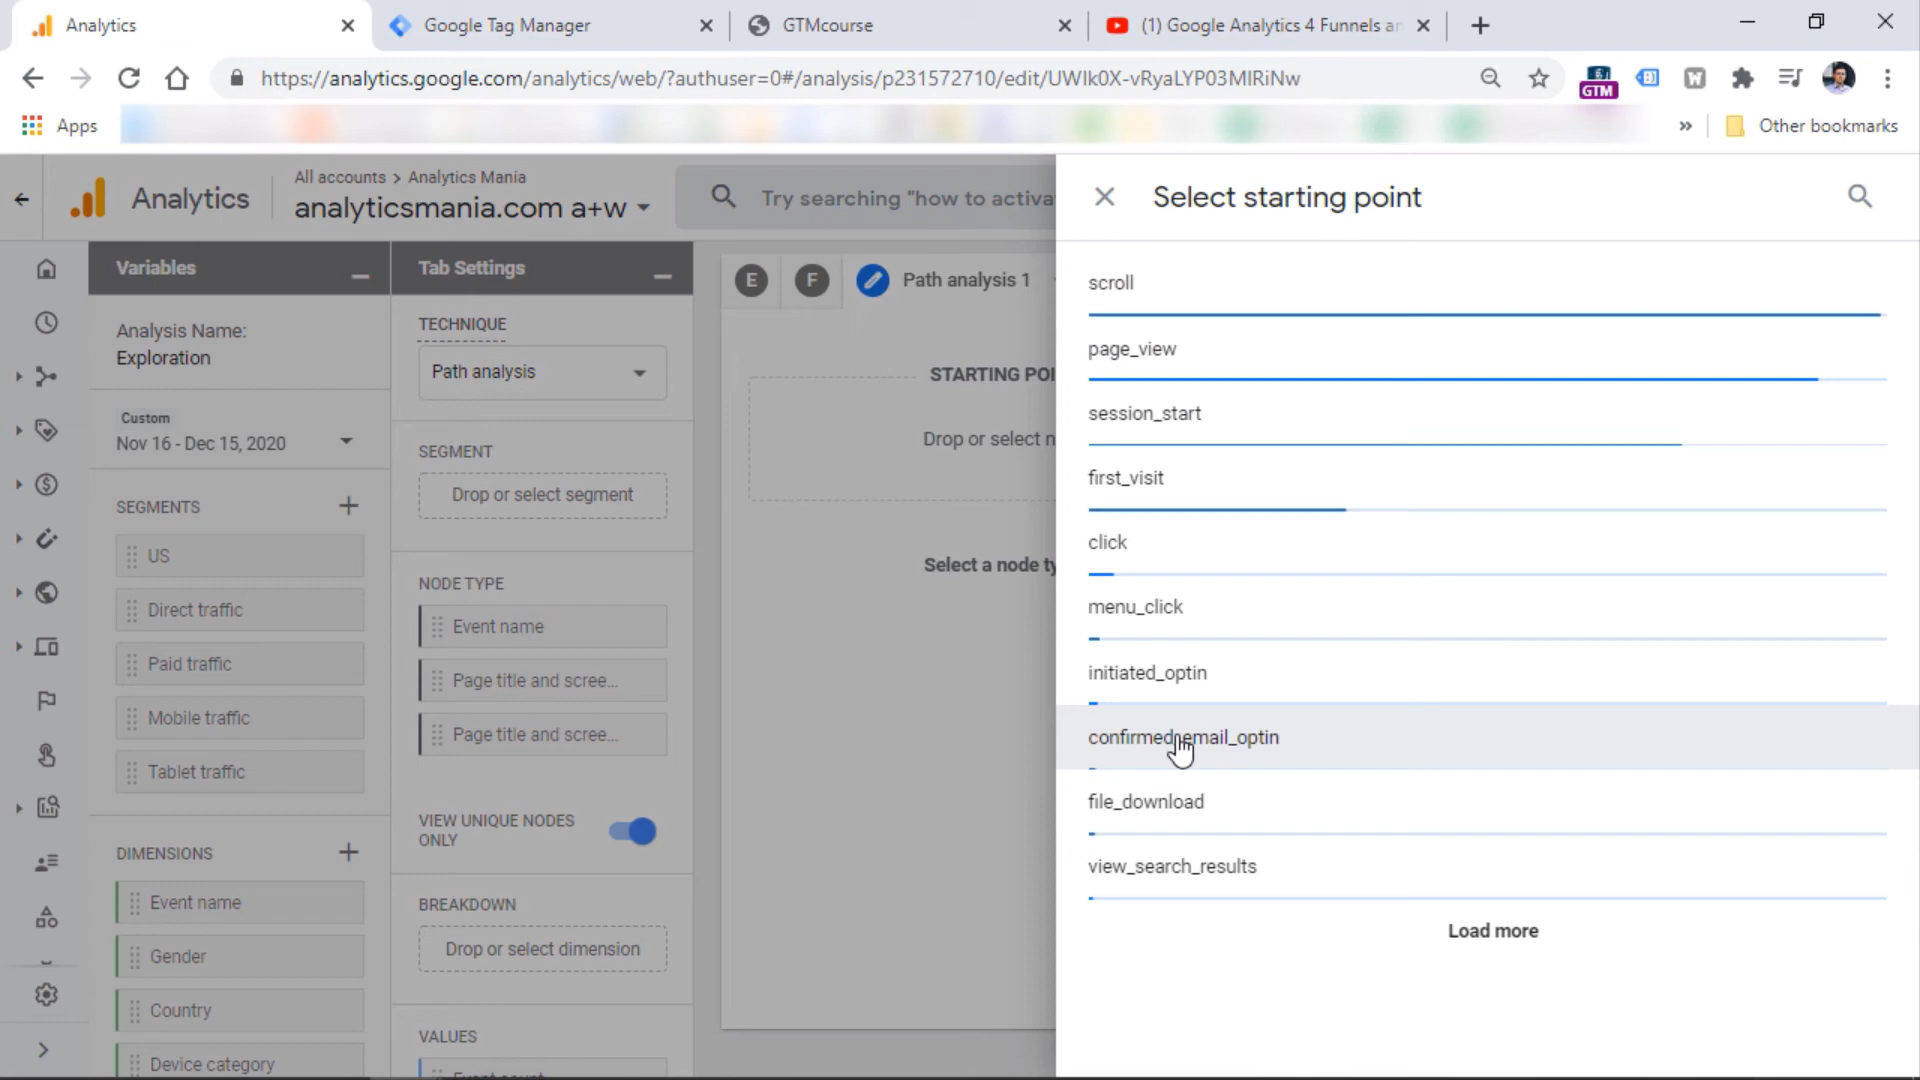 Analytics
Google Tag Manager
GTMcourse
(1) Google Analytics 4 Funnels an
https://analytics.google.com/analytics/web/?authuser=0#/analysis/p231572710/edit/UWlk0X-vRyaLYP03MlRiNw
GTM
Apps
Other bookmarks
Analytics
All accounts > Analytics Mania
analyticsmania.com a+w
Try searching "how to activa
Variables
Analysis Name:
Exploration
Custom
Nov 16 - Dec 15, 2020
SEGMENTS
US
Direct traffic
Paid traffic
Mobile traffic
Tablet traffic
DIMENSIONS
Event name
Gender
Country
Device category
Tab Settings
TECHNIQUE
Path analysis
SEGMENT
Drop or select segment
NODE TYPE
Event name
Page title and scree...
Page title and scree...
VIEW UNIQUE NODES
ONLY
BREAKDOWN
Drop or select dimension
VALUES
Event count
E
F
Path analysis 1
STARTING POI
Drop or select n
Select a node ty
Select starting point
scroll
page_view
session_start
first_visit
click
menu_click
initiated_optin
confirmed_email_optin
file_download
view_search_results
Load more